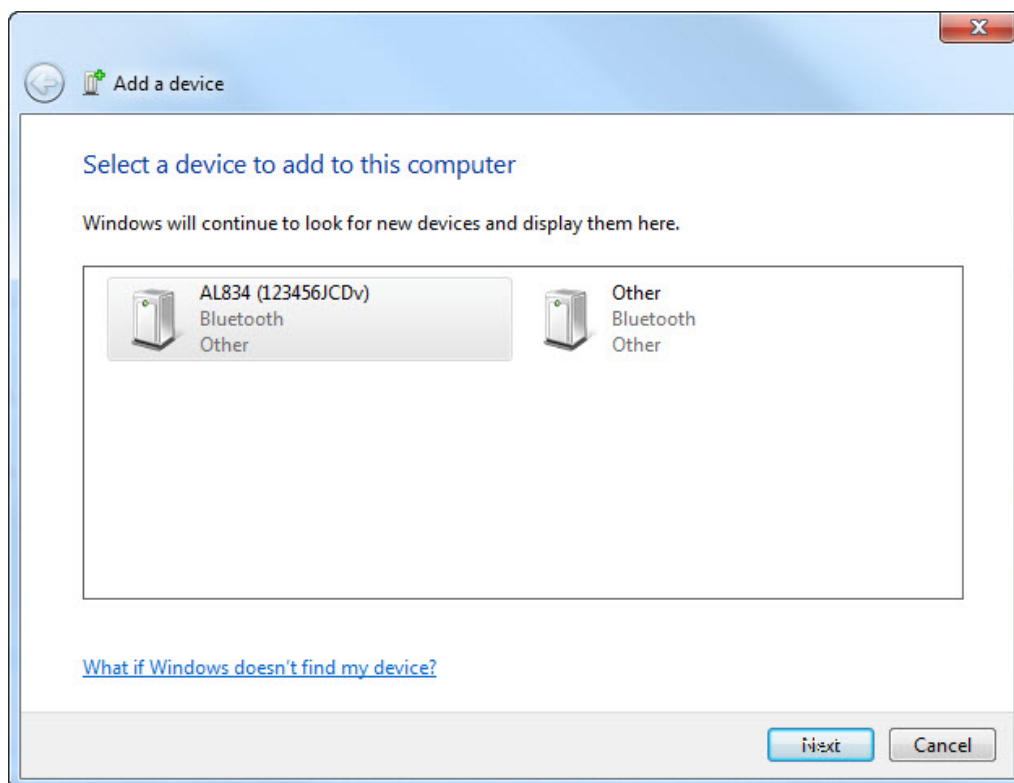 Add a device
Select a device to add to this computer
Windows will continue to look for new devices and display them here.
AL834 (123456JCDv)
Bluetooth
Other
Other
Bluetooth
Other
What if Windows doesn't find my device?
Next
Cancel